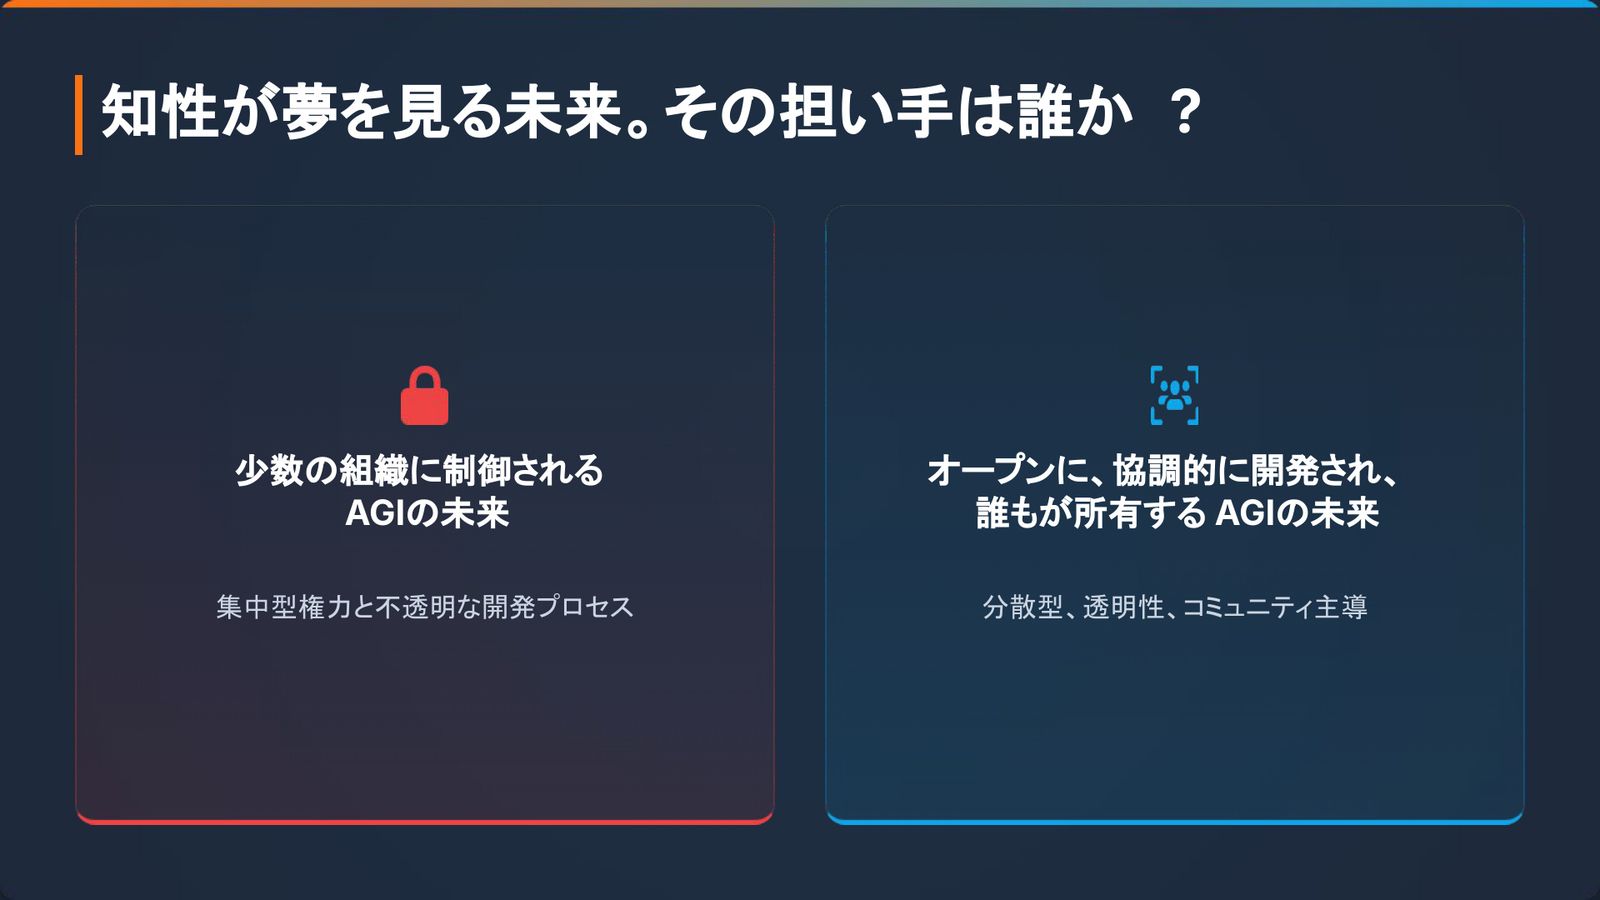 知性が夢を見る未来。その担い手は誰か ？
少数の組織に制御される
AGIの未来
集中型権力と不透明な開発プロセス
オープンに、協調的に開発され、
誰もが所有する AGIの未来
分散型、透明性、コミュニティ主導